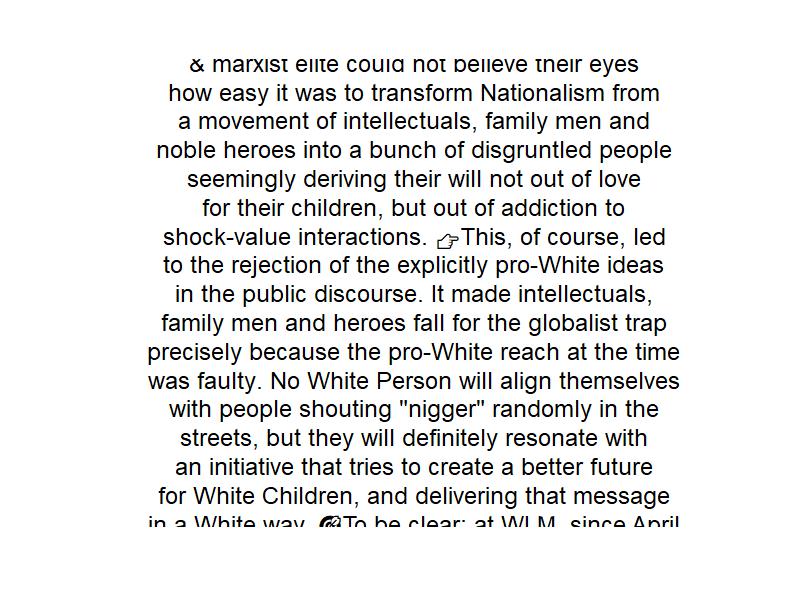 & marxist elite could not believe their eyes
how easy it was to transform Nationalism from
a movement of intellectuals, family men and
noble heroes into a bunch of disgruntled people
seemingly deriving their will not out of love
for their children, but out of addiction to
shock-value interactions. 👉This, of course, led
to the rejection of the explicitly pro-White ideas
in the public discourse. It made intellectuals,
family men and heroes fall for the globalist trap
precisely because the pro-White reach at the time
was faulty. No White Person will align themselves
with people shouting "nigger" randomly in the
streets, but they will definitely resonate with
an initiative that tries to create a better future
for White Children, and delivering that message
in a White way. To be clear: at WLM, since April